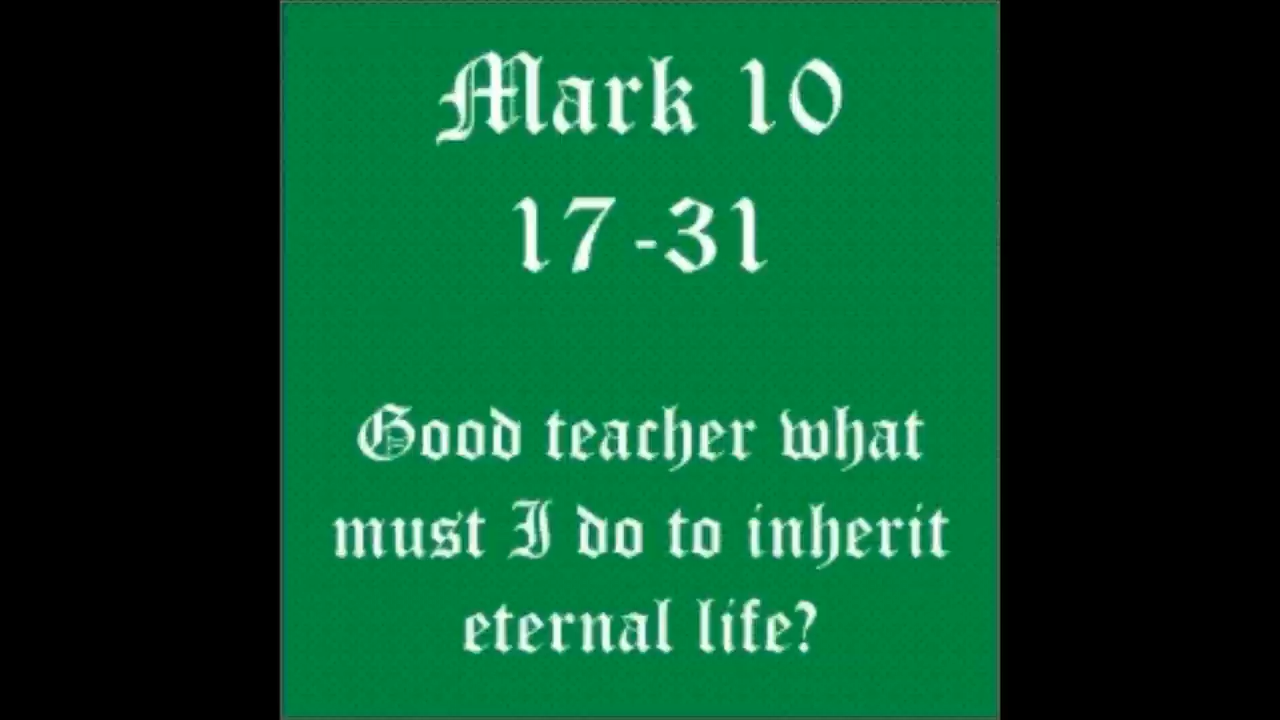 Mark 10
17-31
Good teacher what
must I do to inherit
eternal life?